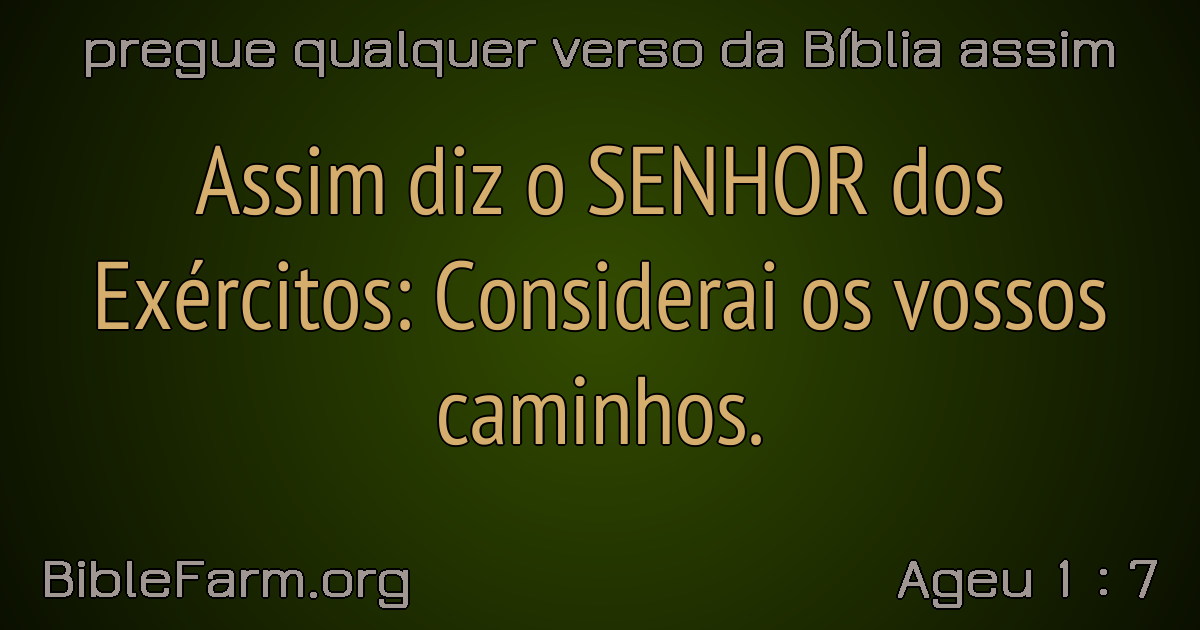 pregue qualquer verso da Bíblia assim
Assim diz o SENHOR dos
Exércitos: Considerai os vossos
caminhos.
BibleFarm.org
Ageu 1 : 7